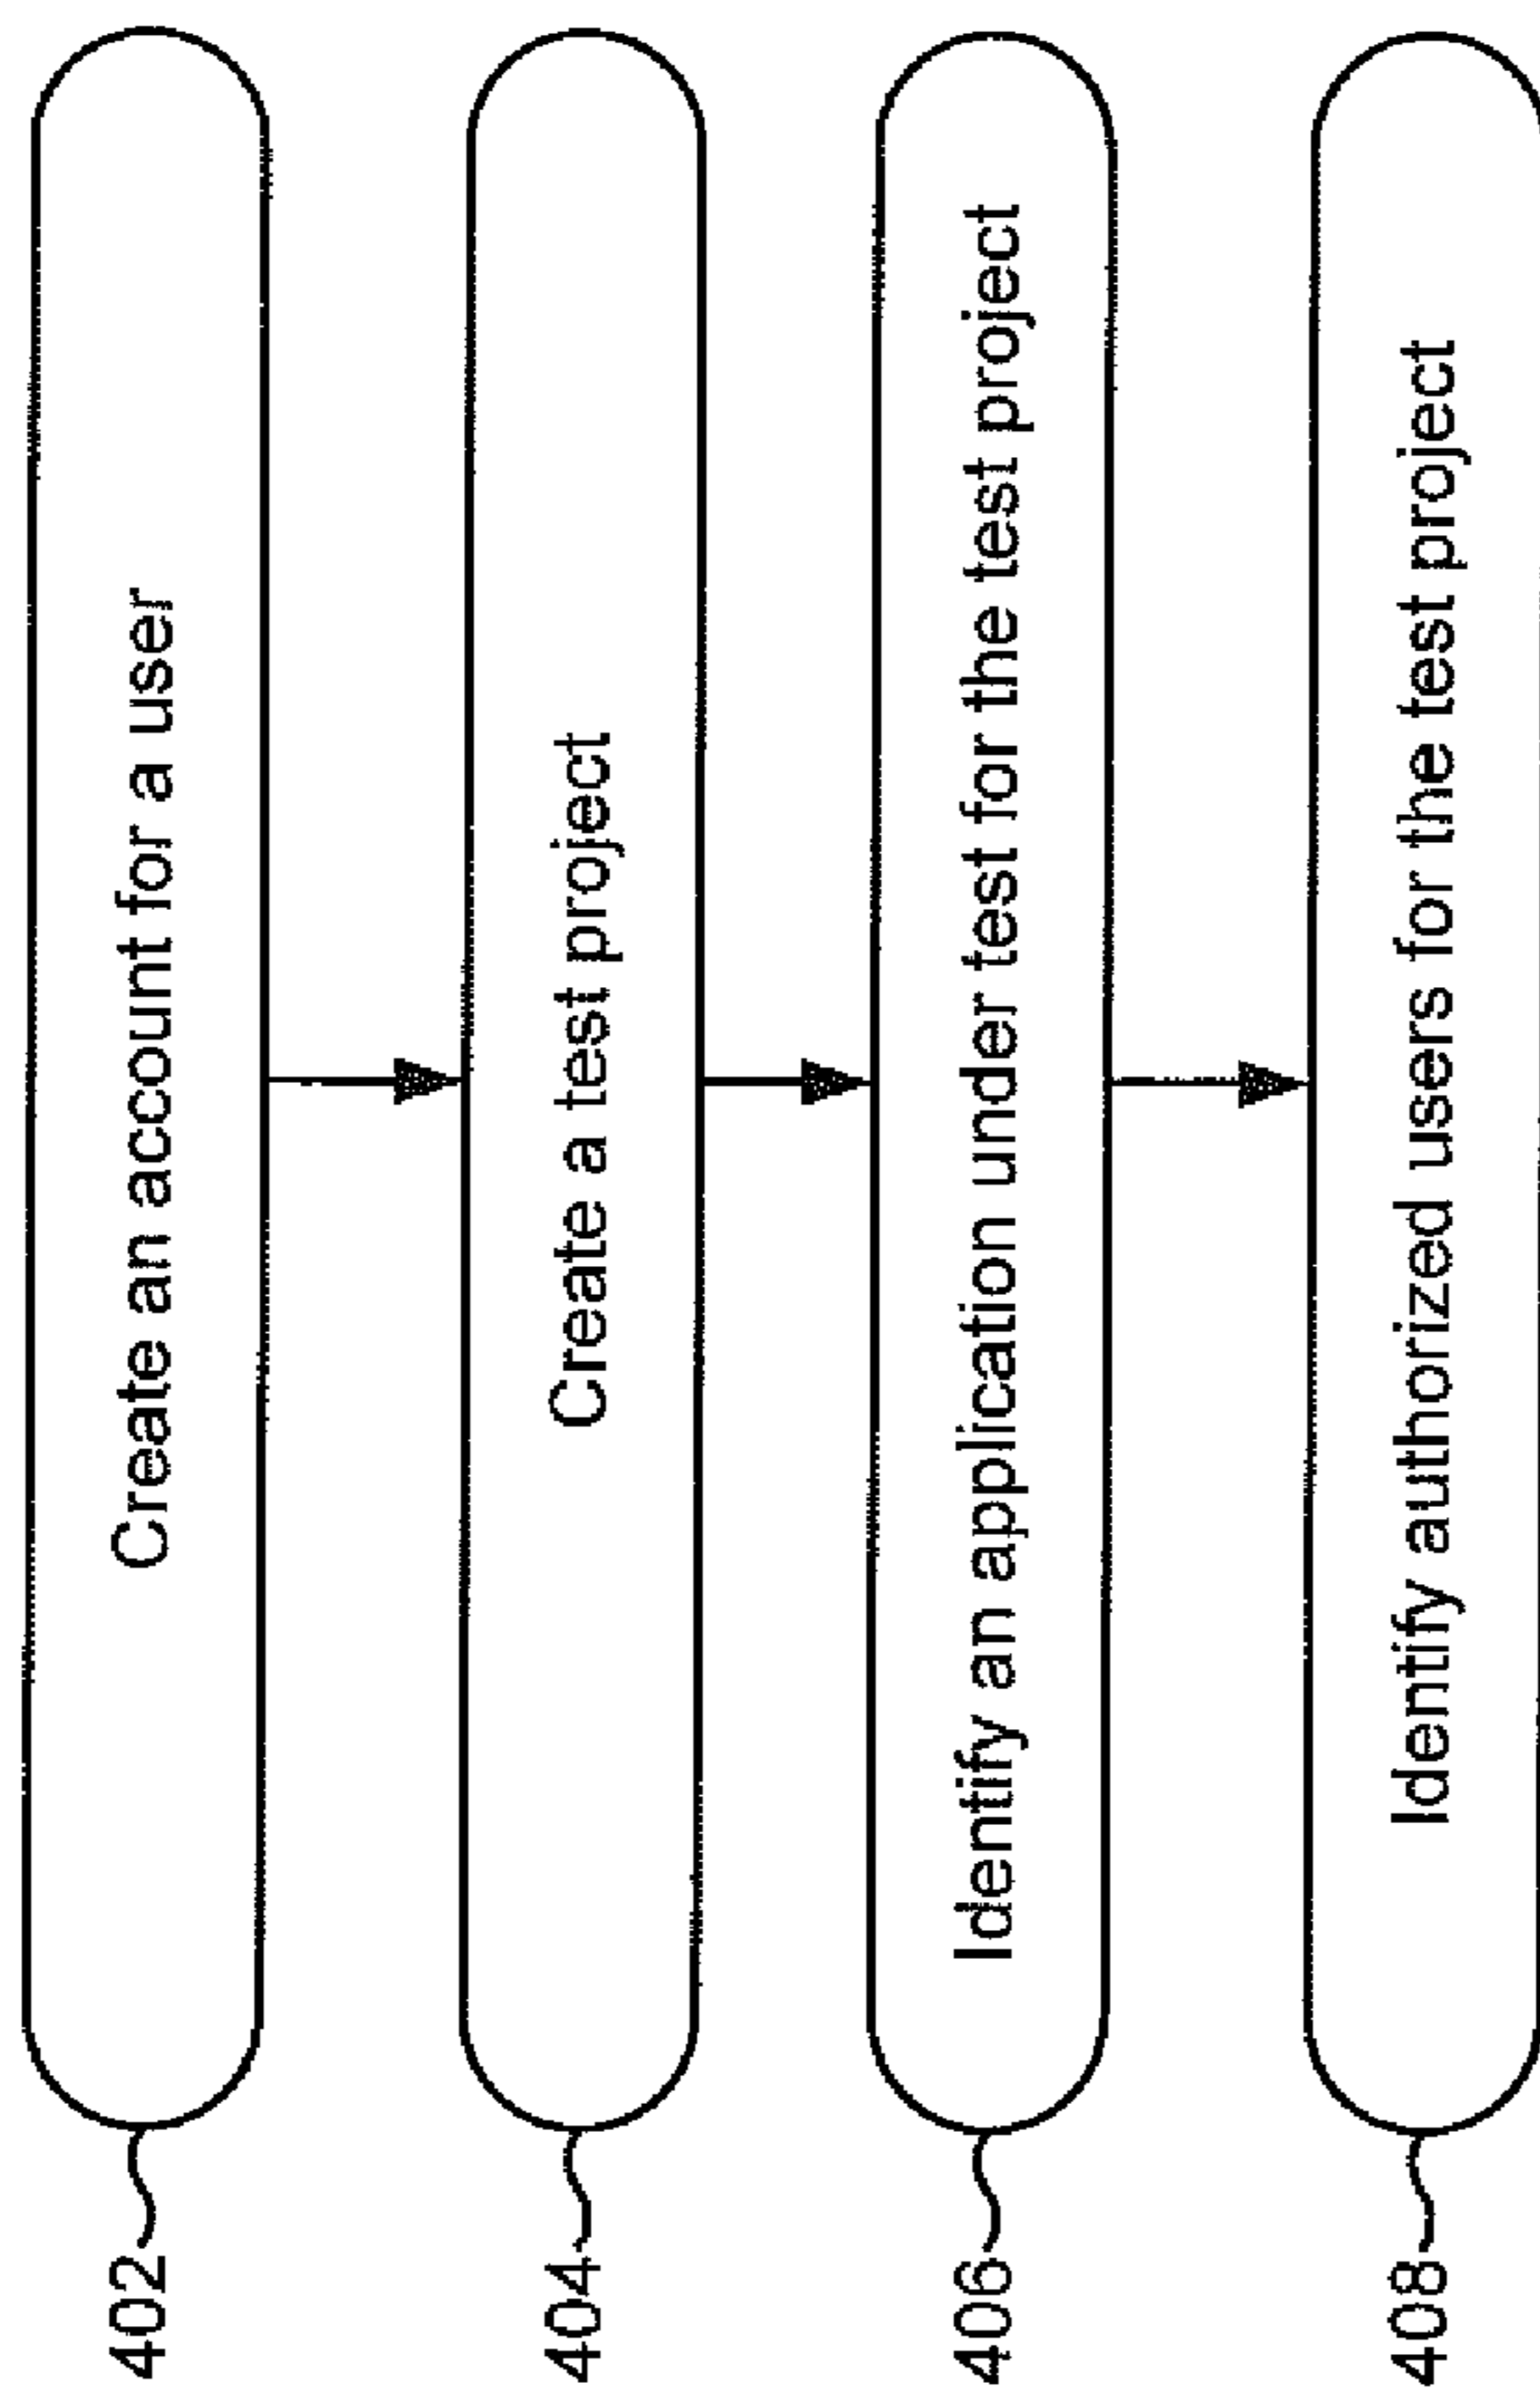 402
Create an account for a user
404
Create a test project
406
Identify an application under test for the test project
408
Identify authorized users for the test project